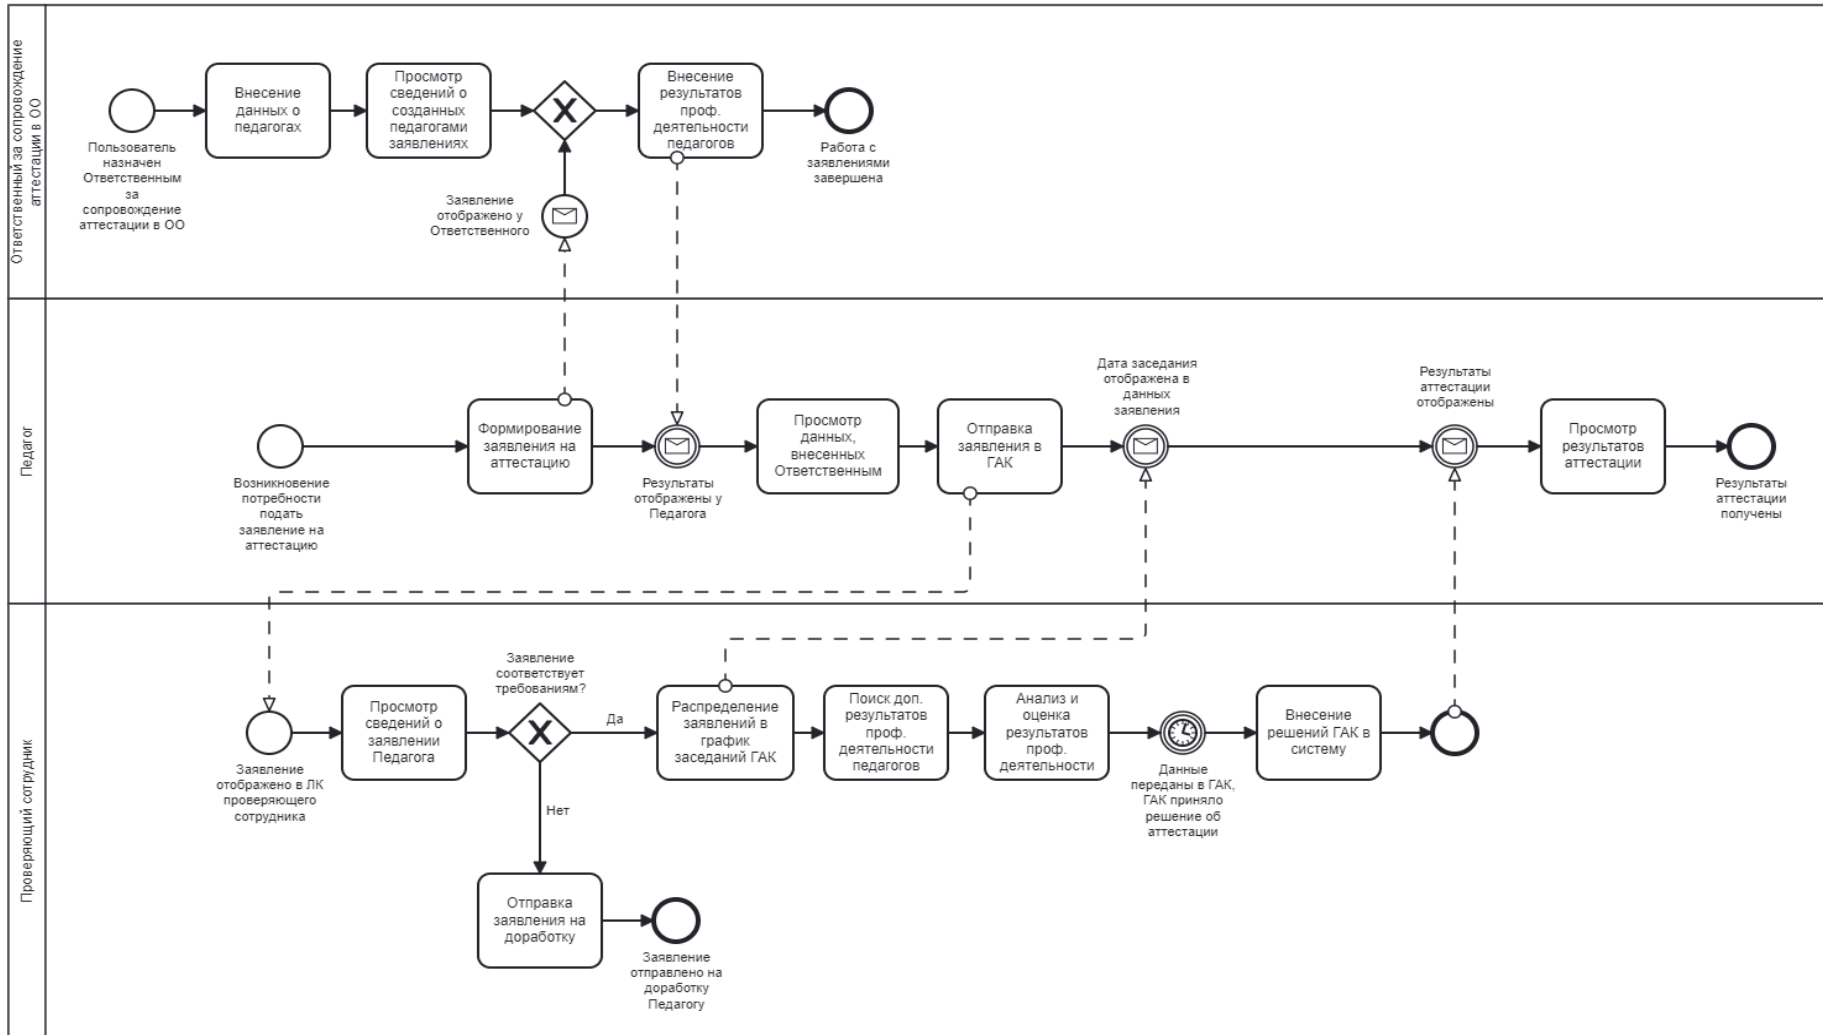 Ответственный за сопровождение
аттестации в ОО
Пользователь
назначен
Ответственным
за
сопровождение
аттестации в ОО
Внесение
данных о
педагогах
Просмотр
сведений о
созданных
педагогами
заявлениях
Заявление
отображено у
Ответственного
Внесение
результатов
проф.
деятельности
педагогов
Работа с
заявлениями
завершена
Педагог
Возникновение
потребности
подать
заявление на
аттестацию
Формирование
заявления на
аттестацию
Результаты
отображены у
Педагога
Просмотр
данных,
внесенных
Ответственным
Отправка
заявления в
ГАК
Дата заседания
отображена в
данных
заявления
Результаты
аттестации
отображены
Просмотр
результатов
аттестации
Результаты
аттестации
получены
Проверяющий сотрудник
Заявление
отображено в ЛК
проверяющего
сотрудника
Просмотр
сведений о
заявлении
Педагога
Заявление
соответствует
требованиям?
Да
Нет
Распределение
заявлений в
график
заседаний ГАК
Поиск доп.
результатов
проф.
деятельности
педагогов
Анализ и
оценка
результатов
проф.
деятельности
Данные
переданы в ГАК,
ГАК приняло
решение об
аттестации
Внесение
решений ГАК в
систему
Отправка
заявления на
доработку
Заявление
отправлено на
доработку
Педагогу